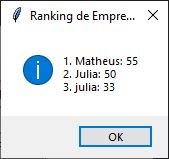 Ranking de Empre...
1. Matheus: 55
2. Julia: 50
3. julia: 33
OK